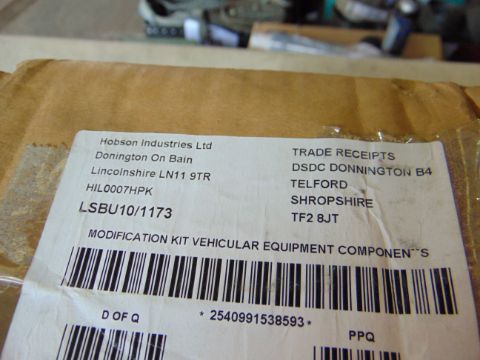 Hobson Industries Ltd
Donington On Bain
Lincolnshire LN11 9TR
HIL0007HPK
LSBU10/1173
TRADE RECEIPTS
DSDC DONNINGTON B4
TELFORD
SHROPSHIRE
TF2 8JT
MODIFICATION KIT VEHICULAR EQUIPMENT COMPONEN``S
* 2540991538593*
D OF Q
PPQ